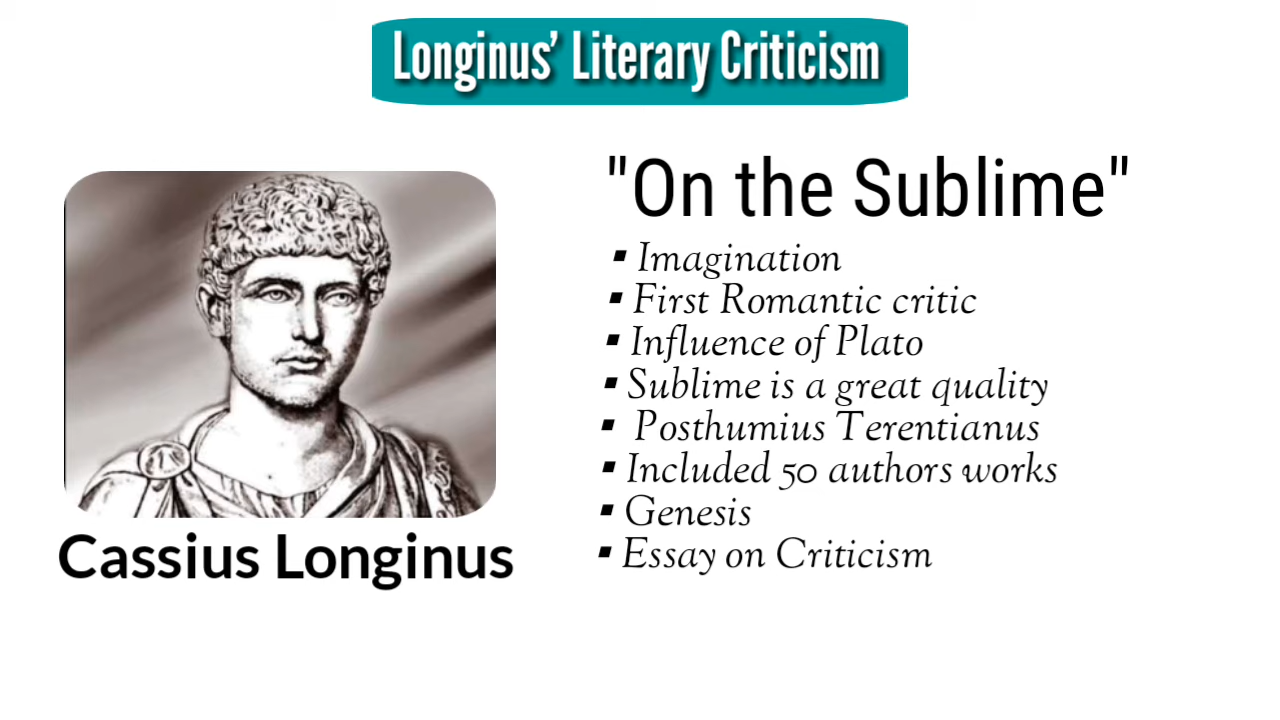 Longinus’ Literary Criticism
"On the Sublime"
▪ Imagination
▪ First Romantic critic
▪ Influence of Plato
▪ Sublime is a great quality
▪ Posthumius Terentianus
▪ Included 50 authors works
▪ Genesis
▪ Essay on Criticism
Cassius Longinus